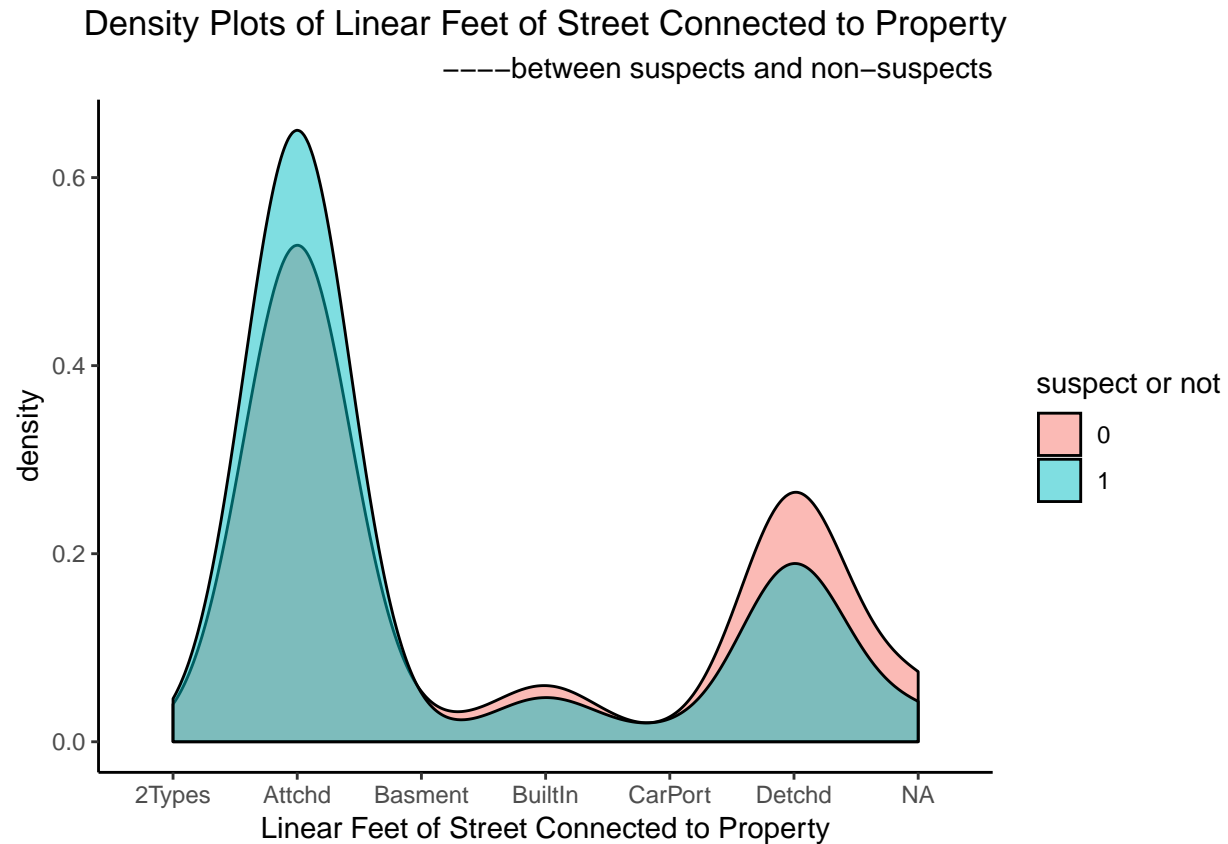 Density Plots of Linear Feet of Street Connected to Property
−−−−between suspects and non−suspects
density
0.6
0.4
0.2
0.0
2Types Attchd Basment BuiltIn CarPort Detchd NA
Linear Feet of Street Connected to Property
suspect or not
0
1